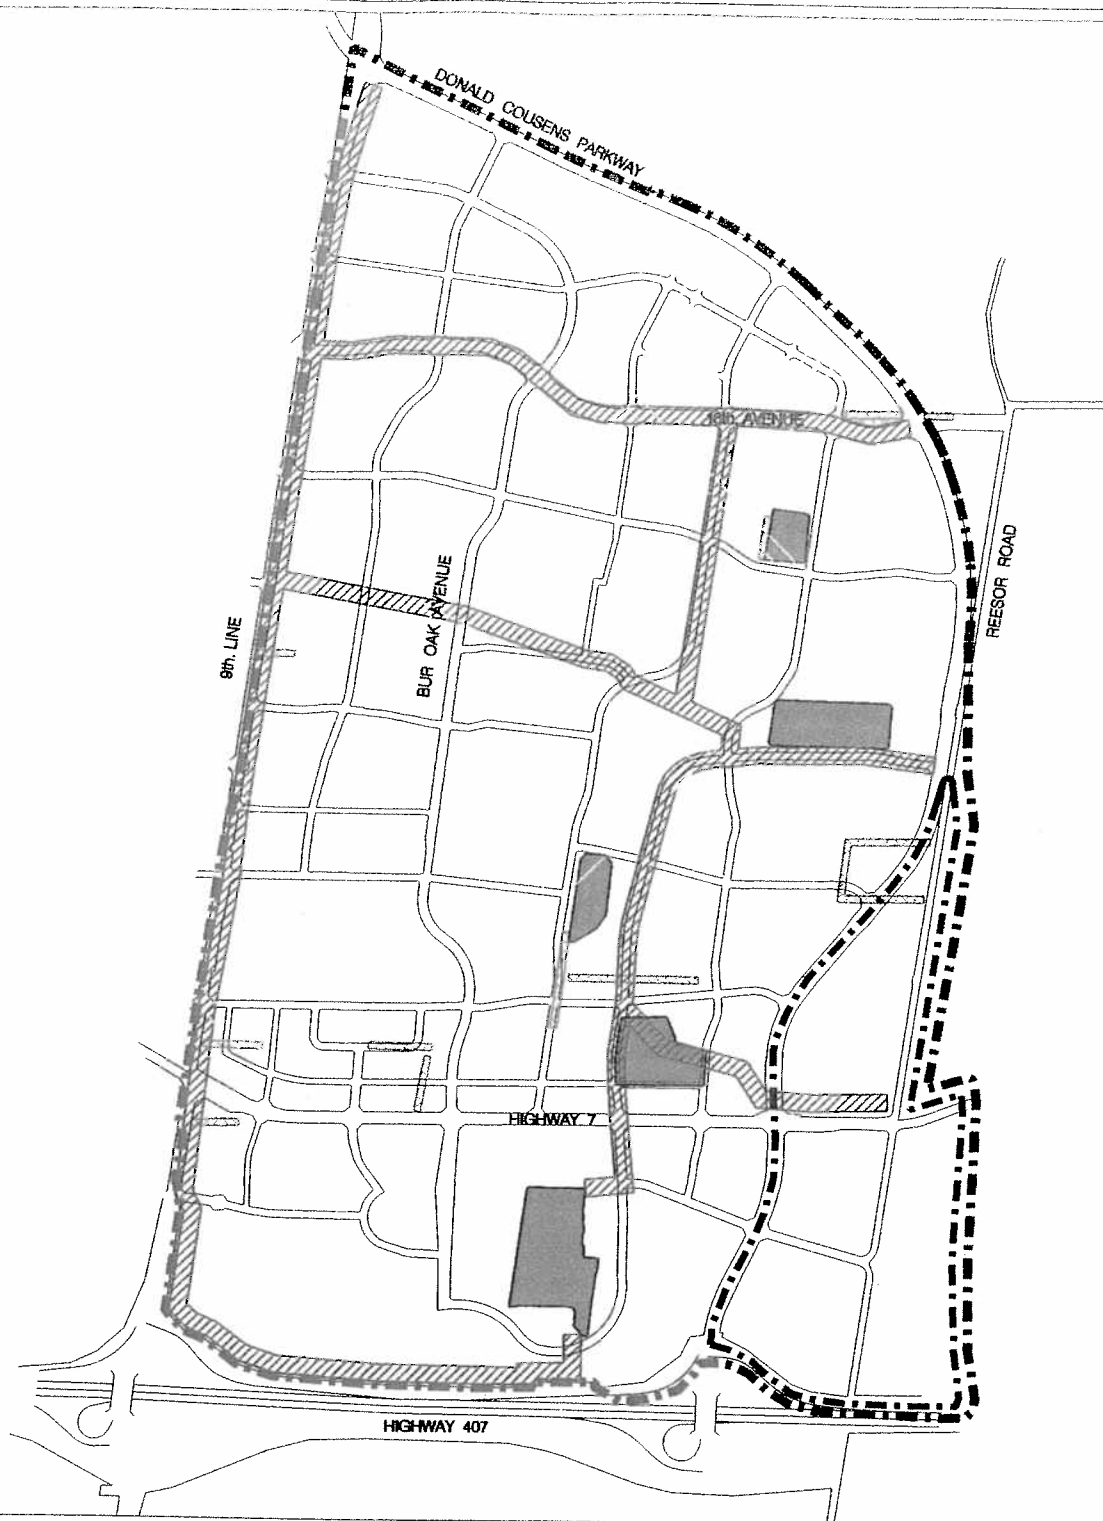 DONALD COUSENS PARKWAY
16th. AVENUE
REESOR ROAD
BUR OAK AVENUE
9th. LINE
HIGHWAY 7
HIGHWAY 407